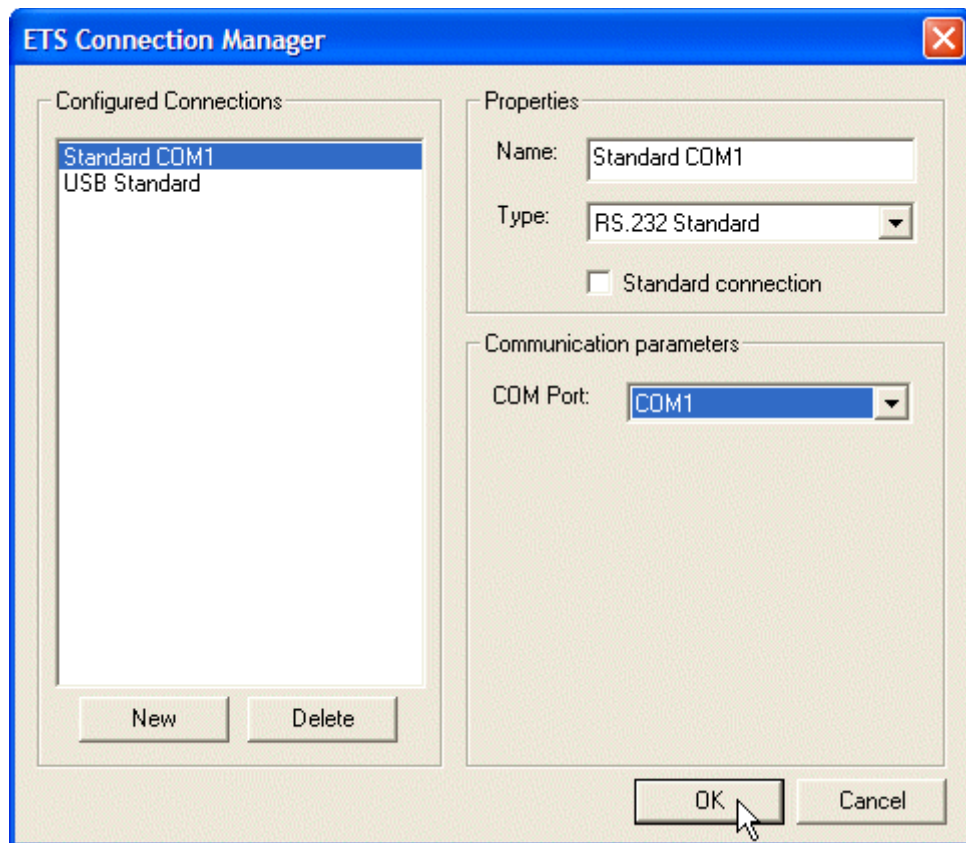 ETS Connection Manager
Configured Connections
Standard COM1
USB Standard
New
Delete
Properties
Name:
Standard COM1
Type:
RS.232 Standard
Standard connection
Communication parameters
COM Port:
COM1
OK
Cancel